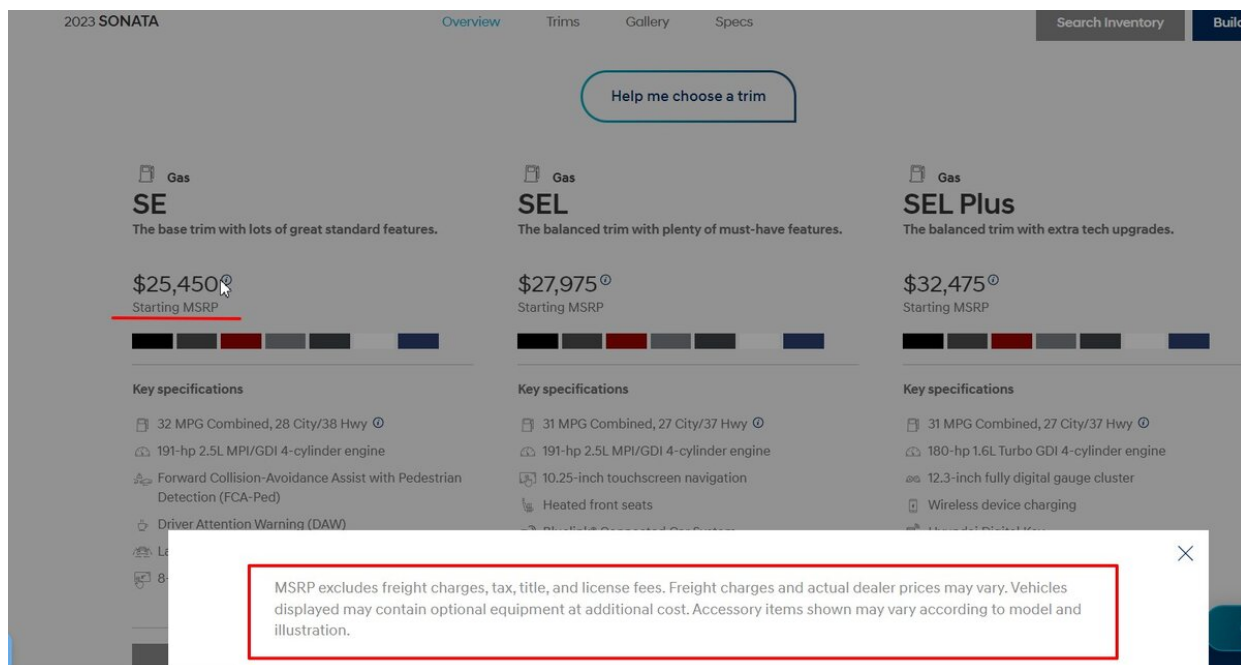 2023 SONATA
Overview Trims Gallery Specs
Search Inventory
Help me choose a trim
Gas
SE
The base trim with lots of great standard features.
$25,450
Starting MSRP
Key specifications
32 MPG Combined, 28 City/38 Hwy
191-hp 2.5L MPI/GDI 4-cylinder engine
Forward Collision-Avoidance Assist with Pedestrian
Detection (FCA-Ped)
Driver Attention Warning (DAW)
8-
Gas
SEL
The balanced trim with plenty of must-have features.
$27,975
Starting MSRP
Key specifications
31 MPG Combined, 27 City/37 Hwy
191-hp 2.5L MPI/GDI 4-cylinder engine
10.25-inch touchscreen navigation
Heated front seats
Gas
SEL Plus
The balanced trim with extra tech upgrades.
$32,475
Starting MSRP
Key specifications
31 MPG Combined, 27 City/37 Hwy
180-hp 1.6L Turbo GDI 4-cylinder engine
12.3-inch fully digital gauge cluster
Wireless device charging
MSRP excludes freight charges, tax, title, and license fees. Freight charges and actual dealer prices may vary. Vehicles
displayed may contain optional equipment at additional cost. Accessory items shown may vary according to model and
illustration.